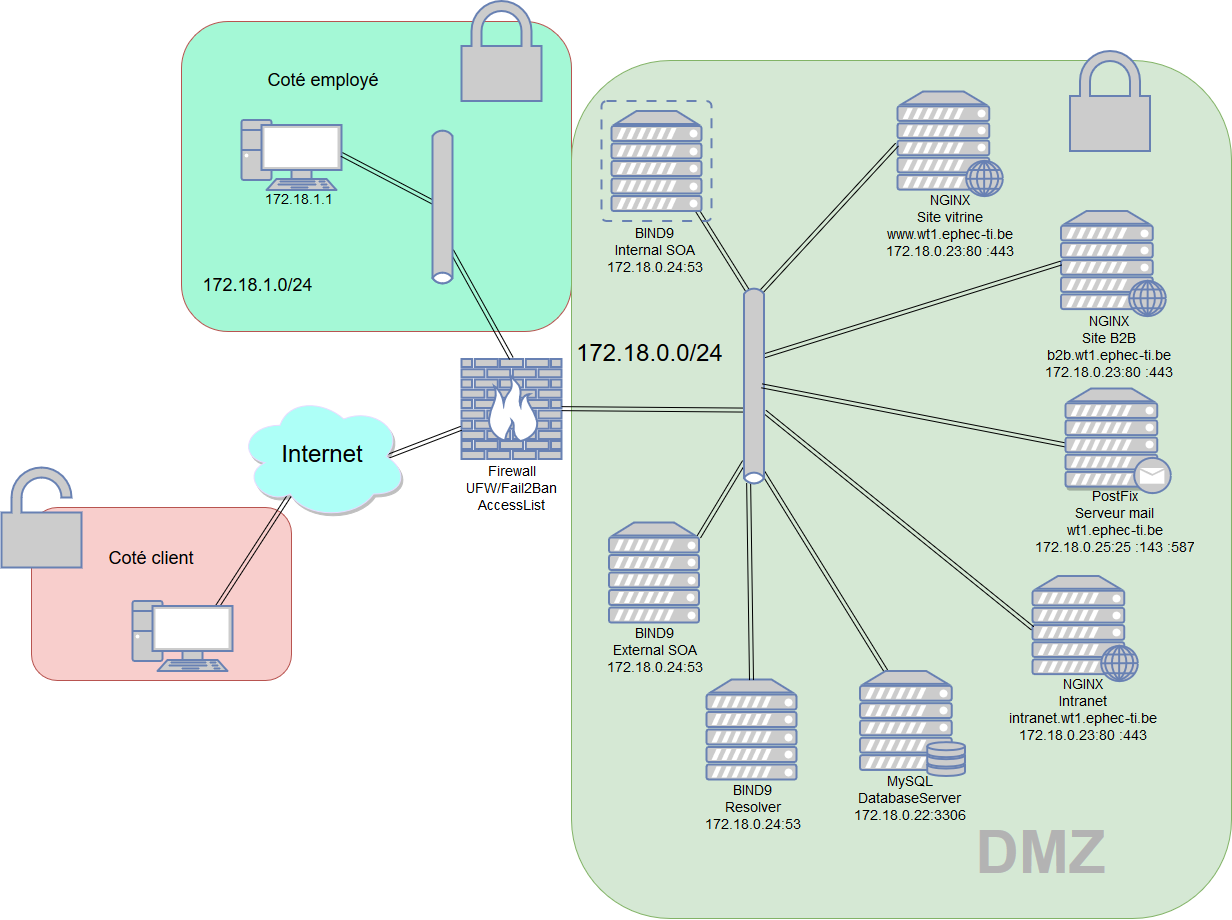 Coté employé
172.18.1.1
172.18.1.0/24
BIND9
Internal SOA
172.18.0.24:53
NGINX
Site vitrine
www.wt1.ephec-ti.be
172.18.0.23:80 :443
NGINX
Site B2B
b2b.wt1.ephec-ti.be
172.18.0.23:80 :443
172.18.0.0/24
Internet
Firewall
UFW/Fail2Ban
AccessList
PostFix
Serveur mail
wt1.ephec-ti.be
172.18.0.25:25 :143 :587
Coté client
BIND9
External SOA
172.18.0.24:53
NGINX
Intranet
intranet.wt1.ephec-ti.be
172.18.0.23:80 :443
BIND9
Resolver
172.18.0.24:53
MySQL
DatabaseServer
172.18.0.22:3306
DMZ